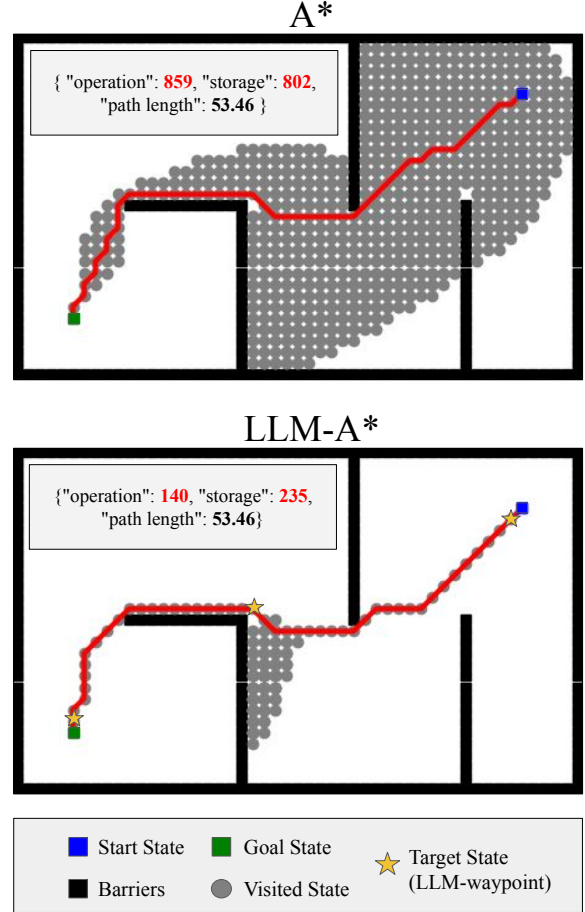 A*
{ "operation": 859, "storage": 802,
"path length": 53.46 }
LLM-A*
{"operation": 140, "storage": 235,
"path length": 53.46}
Start State
Goal State
Target State
(LLM-waypoint)
Barriers
Visited State